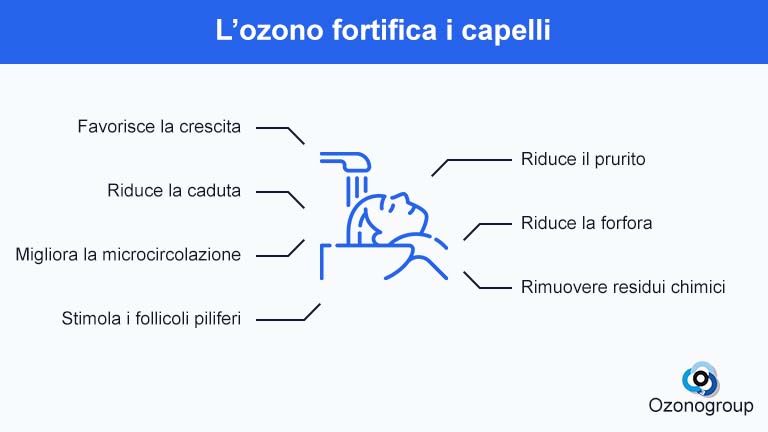 L’ozono fortifica i capelli
Favorisce la crescita
Riduce la caduta
Migliora la microcircolazione
Stimola i follicoli piliferi
Riduce il prurito
Riduce la forfora
Rimuovere residui chimici
Ozonogroup